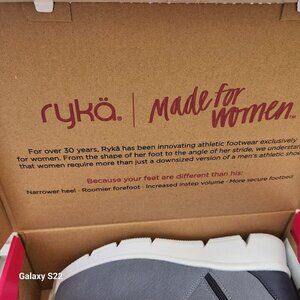 rykä.
Made for
women™
For over 30 years, Rykä has been innovating athletic footwear exclusively
for women. From the shape of her foot to the angle of her stride, we understand
that women require more than just a downsized version of a men's athletic shoe
Because your feet are different than his:
Narrower heel · Roomier forefoot · Increased instep volume · More secure footbed
Galaxy S22